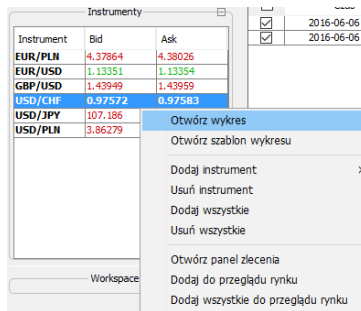 Instrumenty
Czas
2016-06-06
2016-06-06
Instrument Bid Ask
EUR/PLN 4.37864 4.38026
EUR/USD 1.13351 1.13354
GBP/USD 1.43949 1.43959
USD/CHF 0.97572 0.97583
USD/JPY 107.186
USD/PLN 3.86279
Otwórz wykres
Otwórz szablon wykresu
Dodaj instrument
Usuń instrument
Dodaj wszystkie
Usuń wszystkie
Otwórz panel zlecenia
Dodaj do przeglądu rynku
Dodaj wszystkie do przeglądu rynku
Workspace